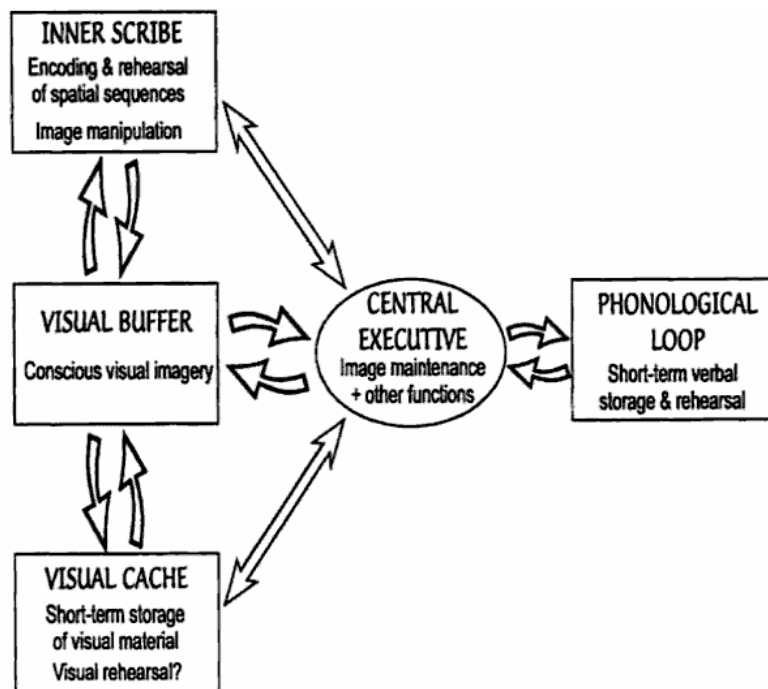 INNER SCRIBE
Encoding & rehearsal
of spatial sequences
Image manipulation
VISUAL BUFFER
Conscious visual imagery
CENTRAL
EXECUTIVE
Image maintenance
+ other functions
PHONOLOGICAL
LOOP
Short-term verbal
storage & rehearsal
VISUAL CACHE
Short-term storage
of visual material
Visual rehearsal?